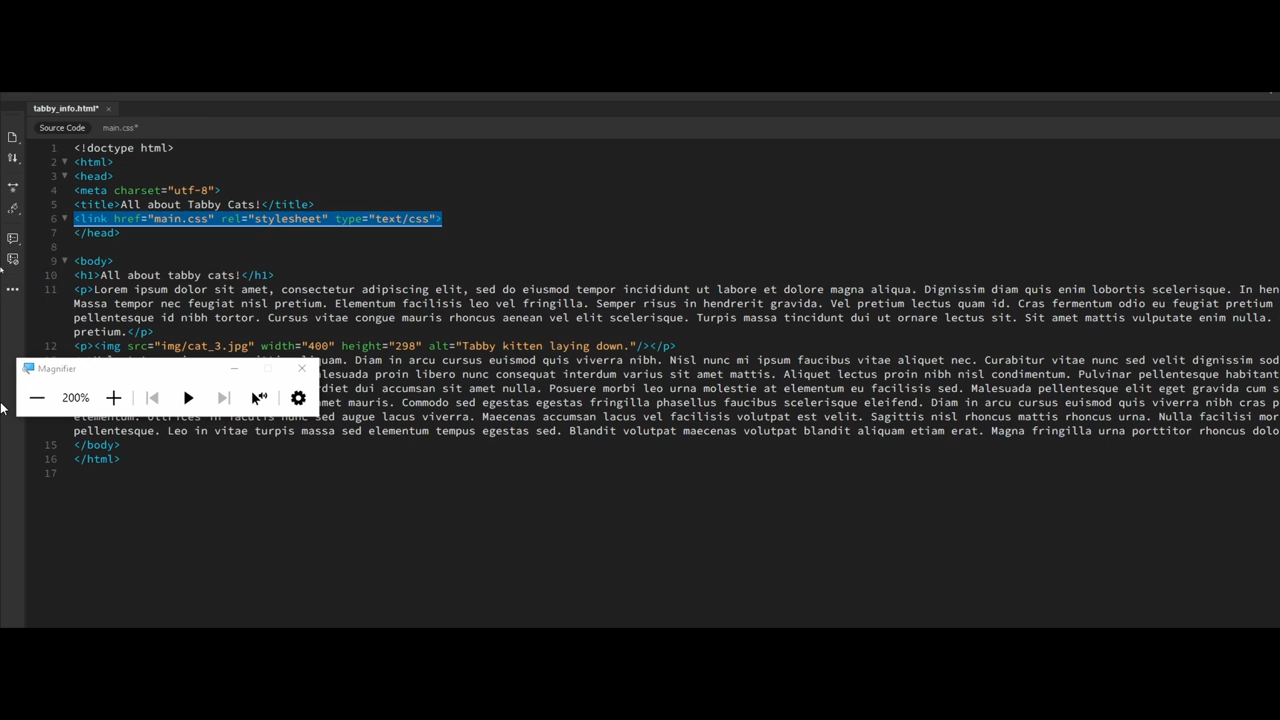 tabby_info.html* ×
Source Code main.css*
1 <!doctype html>
2 <html>
3 <head>
4 <meta charset="utf-8">
5 <title>All about Tabby Cats!</title>
6 <link href="main.css" rel="stylesheet" type="text/css">
7 </head>
8
9 <body>
10 <h1>All about tabby cats!</h1>
11 <p>Lorem ipsum dolor sit amet, consectetur adipiscing elit, sed do eiusmod tempor incididunt ut labore et dolore magna aliqua. Dignissim diam quis enim lobortis scelerisque. In hen
Massa tempor nec feugiat nisl pretium. Elementum facilisis leo vel fringilla. Semper risus in hendrerit gravida. Vel pretium lectus quam id. Cras fermentum odio eu feugiat pretium
pellentesque id nibh tortor. Cursus vitae congue mauris rhoncus aenean vel elit scelerisque. Turpis massa tincidunt dui ut ornare lectus sit. Sit amet mattis vulputate enim nulla.
pretium.</p>
12 <p><img src="img/cat_3.jpg" width="400" height="298" alt="Tabby kitten laying down."/></p>
aliquam. Diam in arcu cursus euismod quis viverra nibh. Nisl nunc mi ipsum faucibus vitae aliquet nec. Curabitur vitae nunc sed velit dignissim sod
Magnifier
malesuada proin libero nunc consequat interdum varius sit amet mattis. Aliquet lectus proin nibh nisl condimentum. Pulvinar pellentesque habitant
dui accumsan sit amet nulla. Posuere morbi leo urna molestie at elementum eu facilisis sed. Malesuada pellentesque elit eget gravida cum s
200%
amet mauris. Commodo sed egestas egestas fringilla phasellus faucibus scelerisque eleifend. Diam in arcu cursus euismod quis viverra nibh cras p
elementum. Ultrices in iaculis nunc sed augue lacus viverra. Maecenas accumsan lacus vel facilisis volutpat est velit. Sagittis nisl rhoncus mattis rhoncus urna. Nulla facilisi mor
pellentesque. Leo in vitae turpis massa sed elementum tempus egestas sed. Blandit volutpat maecenas volutpat blandit aliquam etiam erat. Magna fringilla urna porttitor rhoncus dolo
15 </body>
16 </html>
17